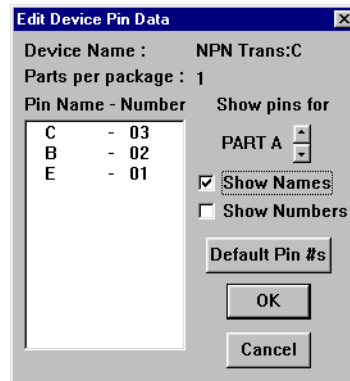 Edit Device Pin Data
Device Name : NPN Trans:C
Parts per package : 1
Pin Name - Number
C - 03
B - 02
E - 01
Show pins for
PART A
Show Names
Show Numbers
Default Pin #s
OK
Cancel